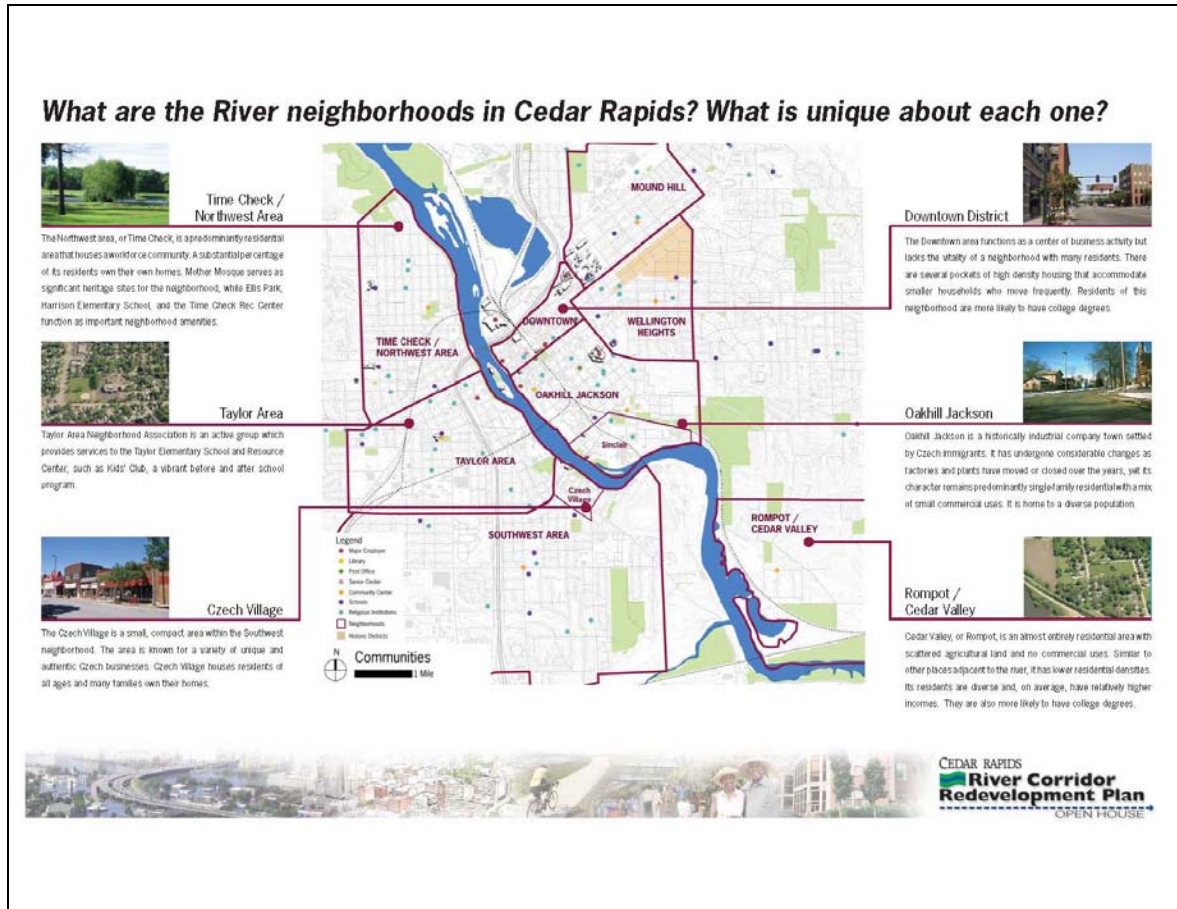 What are the River neighborhoods in Cedar Rapids? What is unique about each one?
Time Check /
Northwest Area
The Northwest area, or Time Check, is a predominantly residential
area that houses a workforce community. A substantial percentage
of its residents own their own homes. Mother Mosque serves as
significant heritage sites for the neighborhood, while Ellis Park,
Harrison Elementary School, and the Time Check Rec Center
function as important neighborhood amenities.
Taylor Area
Taylor Area Neighborhood Association is an active group which
provides services to the Taylor Elementary School and Resource
Center, such as Kids' Club, a vibrant before and after school
program.
Czech Village
The Czech Village is a small, compact area within the Southwest
neighborhood. The area is known for a variety of unique and
authentic Czech businesses. Czech Village houses residents of
all ages and many families own their homes.
MOUND HILL
DOWNTOWN
WELLINGTON
HEIGHTS
TIME CHECK /
NORTHWEST AREA
OAKHILL JACKSON
Sinclair
TAYLOR AREA
Czech
Village
SOUTHWEST AREA
ROMPOT /
CEDAR VALLEY
Legend
Major Employer
Library
Post Office
Senior Center
Community Center
Schools
Religious Institutions
Neighborhoods
Historic Districts
N
Communities
1 Mile
Downtown District
The Downtown area functions as a center of business activity but
lacks the vitality of a neighborhood with many residents. There
are several pockets of high density housing that accommodate
smaller households who move frequently. Residents of this
neighborhood are more likely to have college degrees.
Oakhill Jackson
Oakhill Jackson is a historically industrial company town settled
by Czech immigrants. It has undergone considerable changes as
factories and plants have moved or closed over the years, yet its
character remains predominantly single family residential with a mix
of small commercial uses. It is home to a diverse population.
Rompot /
Cedar Valley
Cedar Valley, or Rompot, is an almost entirely residential area with
scattered agricultural land and no commercial uses. Similar to
other places adjacent to the river, it has lower residential densities.
Its residents are diverse and, on average, have relatively higher
incomes. They are also more likely to have college degrees.
CEDAR RAPIDS
River Corridor
Redevelopment Plan
OPEN HOUSE